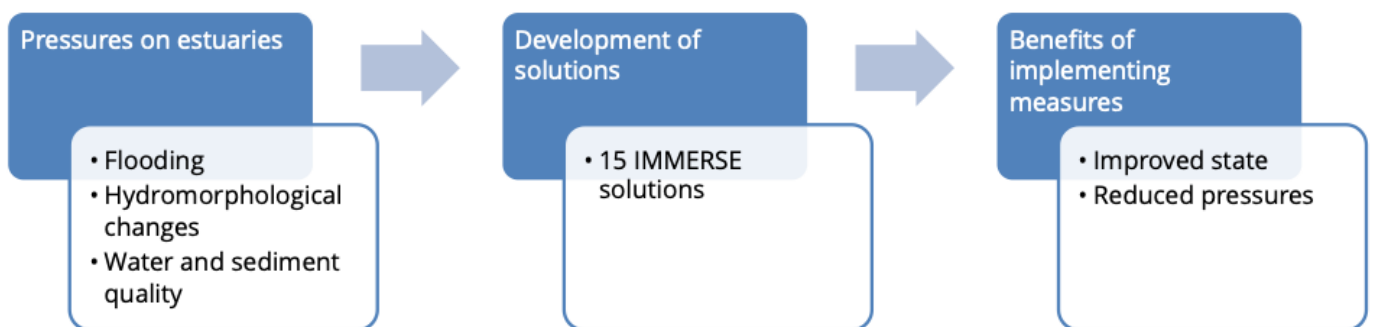 Pressures on estuaries
• Flooding
• Hydromorphological
changes
• Water and sediment
quality
Development of
solutions
• 15 IMMERSE
solutions
Benefits of
implementing
measures
• Improved state
• Reduced pressures